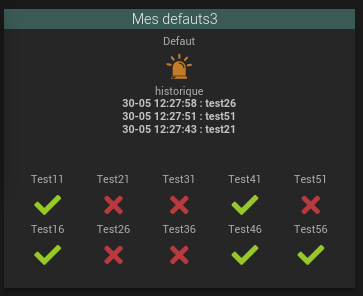 Mes defauts3
Defaut
historique
30-05 12:27:58 : test26
30-05 12:27:51 : test51
30-05 12:27:43 : test21
Test11 Test21 Test31 Test41 Test51
Test16 Test26 Test36 Test46 Test56